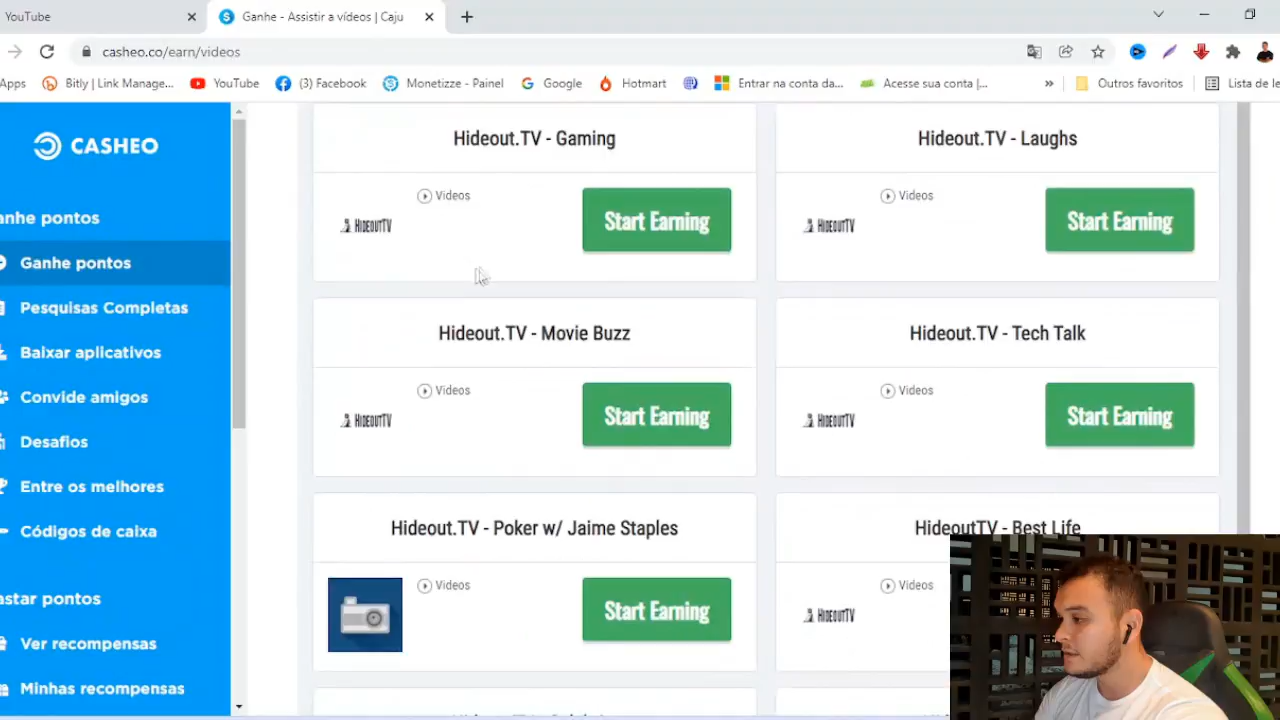 YouTube
Ganhe - Assistir a vídeos | Caju
casheo.co/earn/videos
Apps
Bitly | Link Manage...
YouTube
(3) Facebook
Monetizze - Painel
Google
Hotmart
Entrar na conta da...
Acesse sua conta |...
»
Outros favoritos
Lista de le
CASHEO
anhe pontos
Ganhe pontos
Pesquisas Completas
Baixar aplicativos
Convide amigos
Desafios
Entre os melhores
Códigos de caixa
astar pontos
Ver recompensas
Minhas recompensas
Hideout.TV - Gaming
Videos
HIDEOUTTV
Start Earning
Hideout.TV - Laughs
Videos
HIDEOUTTV
Start Earning
Hideout.TV - Movie Buzz
Videos
HIDEOUTTV
Start Earning
Hideout.TV - Tech Talk
Videos
HIDEOUTTV
Start Earning
Hideout.TV - Poker w/ Jaime Staples
Videos
Start Earning
HideoutTV - Best Life
Videos
HIDEOUTTV